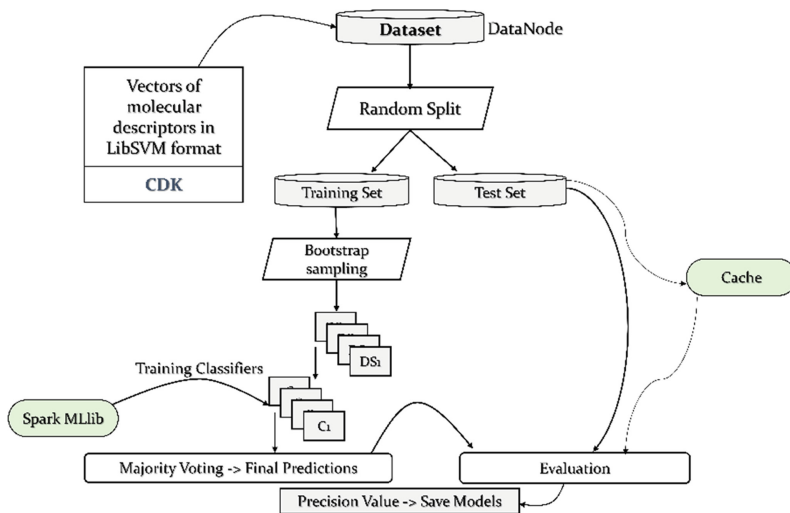 Dataset
DataNode
Vectors of
molecular
descriptors in
LibSVM format
CDK
Random Split
Training Set
Test Set
Bootstrap
sampling
Cache
DS1
Training Classifiers
Spark MLlib
C1
Majority Voting -> Final Predictions
Evaluation
Precision Value -> Save Models